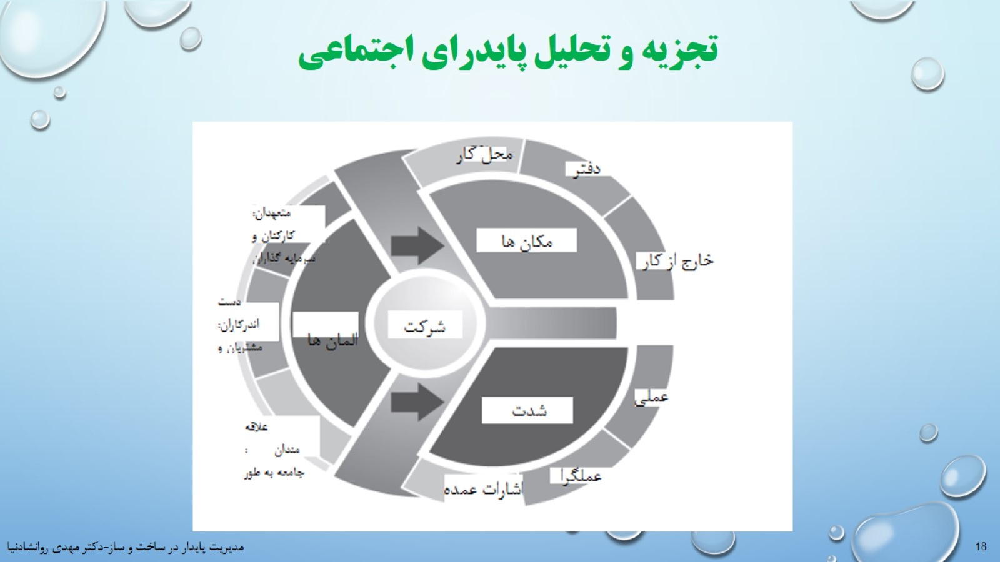 تجزیه و تحلیل پایدرای اجتماعی
محل کار
دفتر
خارج از کار
مکان ها
متعهدان:
کارکنان و
سرمایه گذاران
دست
اندرکاران:
مشتریان و
المان ها
شرکت
علاقه
مندان :
جامعه به طور
شدت
عملی
عملگرا
اشارات عمده
مدیریت پایدار در ساخت و ساز-دکتر مهدی روانشادنیا
18